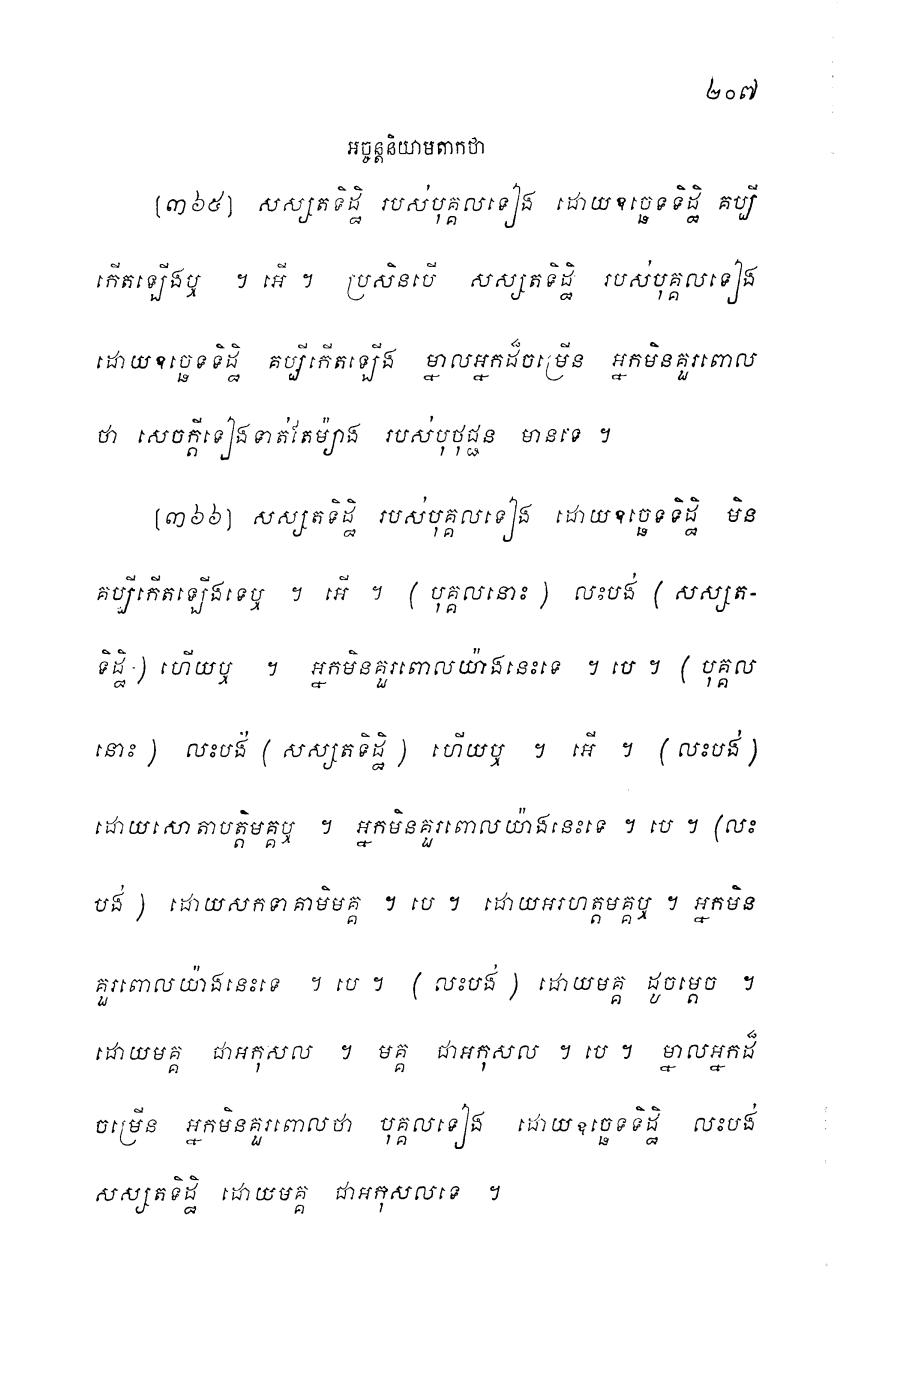 ២០៧
អច្ចន្តនិយាមតាកថា
[៣៦៥] សស្សតទិដ្ឋិ របស់បុគ្គលទៀង ដោយឧច្ឆេទទិដ្ឋិ គប្បី
កើតឡើងឬ ។ អើ ។ ប្រសិនបើ សស្សតទិដ្ឋិ របស់បុគ្គលទៀង
ដោយឧច្ឆេទទិដ្ឋិ គប្បីកើតឡើង ម្នាលអ្នកដ៏ចម្រើន អ្នកមិនគួរពោល
ថា សេចក្តីទៀងទាត់តែម៉្យាង របស់បុថុជ្ជន មានទេ ។
[៣៦៦] សស្សតទិដ្ឋិ របស់បុគ្គលទៀង ដោយឧច្ឆេទទិដ្ឋិ មិន
គប្បីកើតឡើងទេឬ ។ អើ ។ (បុគ្គលនោះ) លះបង់ (សស្សត-
ទិដ្ឋិ) ហើយឬ ។ អ្នកមិនគួរពោលយ៉ាងនេះទេ ។ បេ ។ (បុគ្គល
នោះ) លះបង់ (សស្សតទិដ្ឋិ) ហើយឬ ។ អើ ។ (លះបង់)
ដោយសោតាបត្តិមគ្គឬ ។ អ្នកមិនគួរពោលយ៉ាងនេះទេ ។ បេ ។ (លះ
បង់) ដោយសកទាគាមិមគ្គ ។ បេ ។ ដោយអរហត្តមគ្គឬ ។ អ្នកមិន
គួរពោលយ៉ាងនេះទេ ។ បេ ។ (លះបង់) ដោយមគ្គ ដូចម្តេច ។
ដោយមគ្គ ជាអកុសល ។ មគ្គ ជាអកុសល ។ បេ ។ ម្នាលអ្នកដ៏
ចម្រើន អ្នកមិនគួរពោលថា បុគ្គលទៀង ដោយឧច្ឆេទទិដ្ឋិ លះបង់
សស្សតទិដ្ឋិ ដោយមគ្គ ជាអកុសលទេ ។